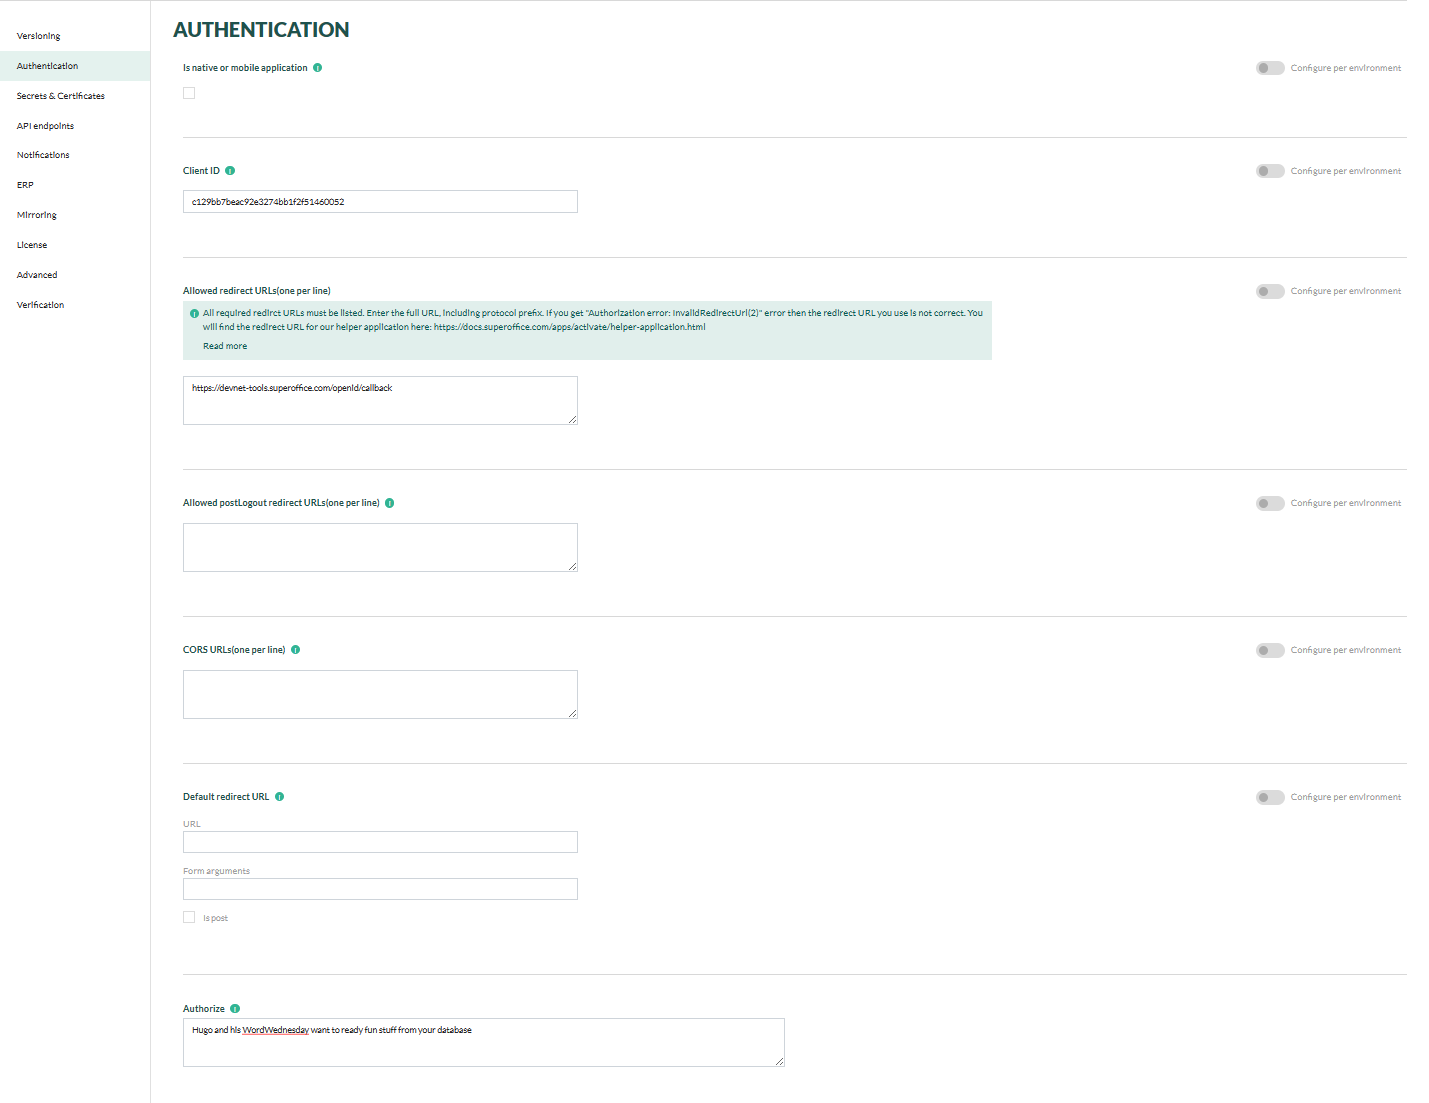 Versioning
Authentication
Secrets & Certificates
API endpoints
Notifications
ERP
Mirroring
License
Advanced
Verification
AUTHENTICATION
Is native or mobile application
Configure per environment
Client ID
Configure per environment
c129bb7beac92e3274bb1f2f51460052
Allowed redirect URLs(one per line)
Configure per environment
All required redirct URLs must be listed. Enter the full URL, including protocol prefix. If you get "Authorization error: InvalidRedirectUrl(2)" error then the redirect URL you use is not correct. You
will find the redirect URL for our helper application here: https://docs.superoffice.com/apps/activate/helper-application.html
Read more
https://devnet-tools.superoffice.com/openid/callback
Allowed postLogout redirect URLs(one per line)
Configure per environment
CORS URLs(one per line)
Configure per environment
Default redirect URL
Configure per environment
URL
Form arguments
Is post
Authorize
Hugo and his WordWednesday want to ready fun stuff from your database